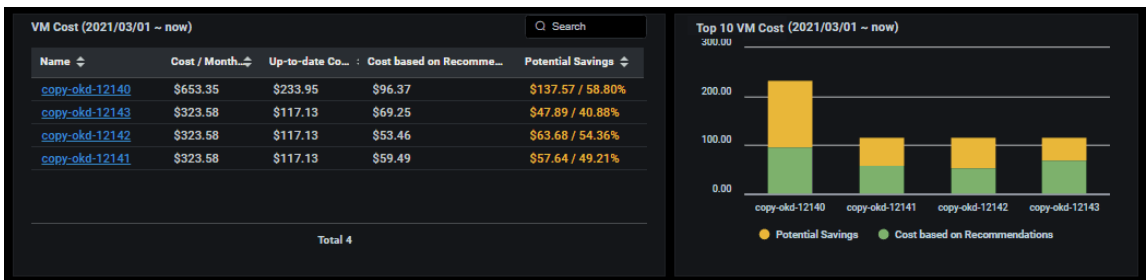 VM Cost (2021/03/01 ~ now)
Search
Name Cost / Month... Up-to-date Co... Cost based on Recomme... Potential Savings
copy-okd-12140 $653.35 $233.95 $96.37 $137.57 / 58.80%
copy-okd-12143 $323.58 $117.13 $69.25 $47.89 / 40.88%
copy-okd-12142 $323.58 $117.13 $53.46 $63.68 / 54.36%
copy-okd-12141 $323.58 $117.13 $59.49 $57.64 / 49.21%
Total 4
Top 10 VM Cost (2021/03/01 ~ now)
300.00
200.00
100.00
0.00
copy-okd-12140 copy-okd-12141 copy-okd-12142 copy-okd-12143
Potential Savings Cost based on Recommendations